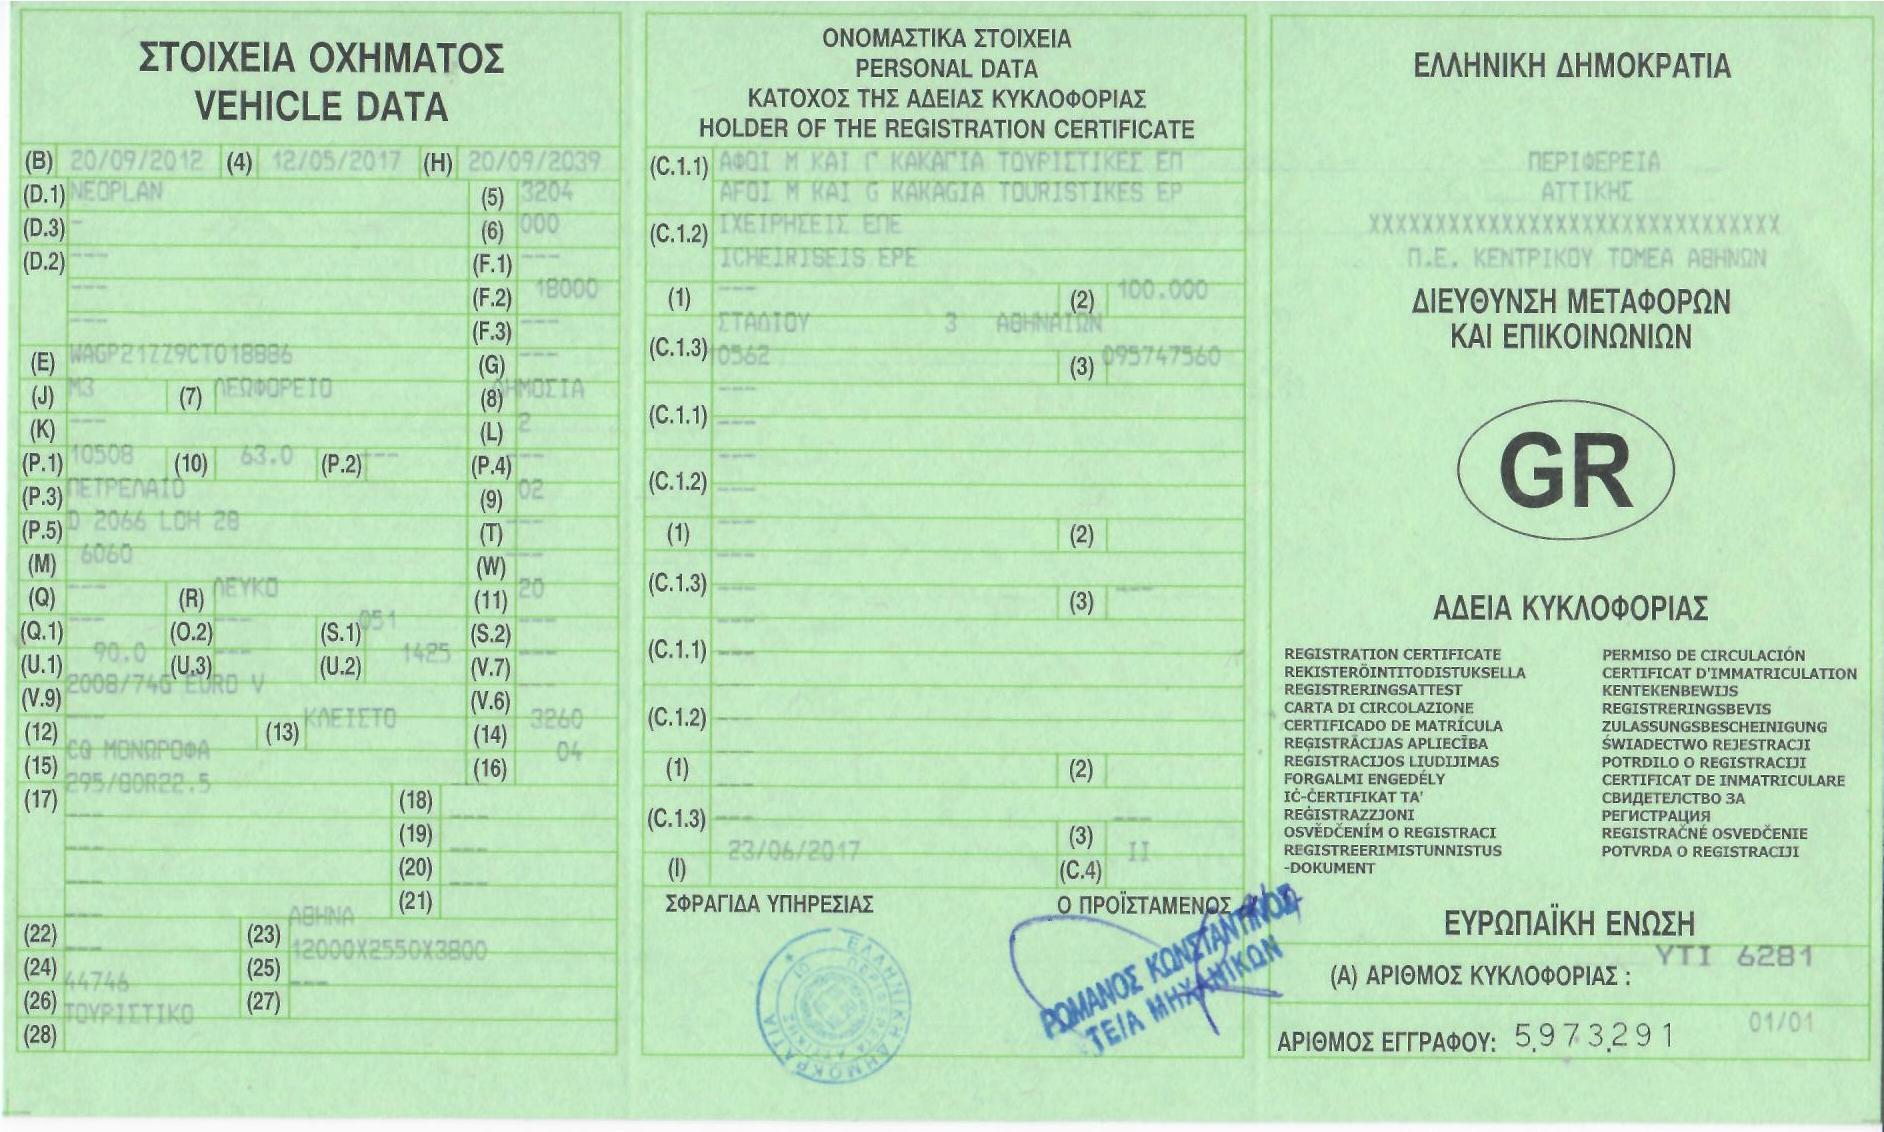 ΣΤΟΙΧΕΙΑ ΟΧΗΜΑΤΟΣ
VEHICLE DATA
(B) 20/09/2012 (4) 12/05/2017 (H) 20/09/2039
(D.1) NEOPLAN (5) 3204
(D.3) - (6) 000
(D.2) --- (F.1) ---
--- (F.2) 18000
--- (F.3) ---
(E) WAGP21ZZ9CT018886 (G) ---
(J) M3 (7) ΛΕΩΦΟΡΕΙΟ (8) ΔΗΜΟΣΙΑ
(K) --- (L) 2
(P.1) 10508 (10) 63.0 (P.2) --- (P.4) ---
(P.3) ΠΕΤΡΕΛΑΙΟ (9) 02
(P.5) D 2066 LOH 28 (T) ---
(M) 6060 (W) ---
(Q) --- (R) ΛΕΥΚΟ (11) 20
(Q.1) --- (O.2) --- (S.1) 051 (S.2) ---
(U.1) 90.0 (U.3) --- (U.2) 1425 (V.7) ---
(V.9) 2008/74G EURO V (V.6)
(12) --- (13) ΚΛΕΙΣΤΟ (14) 3260
(15) CQ ΜΟΝΩΡΟΦΑ (16) 04
295/80R22.5
(17) --- (18) ---
--- (19) ---
--- (20) ---
--- (21)
(22) --- (23) ΑΘΗΝΑ
(24) --- (25) 12000X2550X3800
(26) 44746 (27) ---
(28) ΤΟΥΡΙΣΤΙΚΟ
ΟΝΟΜΑΣΤΙΚΑ ΣΤΟΙΧΕΙΑ
PERSONAL DATA
ΚΑΤΟΧΟΣ ΤΗΣ ΑΔΕΙΑΣ ΚΥΚΛΟΦΟΡΙΑΣ
HOLDER OF THE REGISTRATION CERTIFICATE
(C.1.1) ΑΦΟΙ Μ ΚΑΙ Γ ΚΑΚΑΓΙΑ ΤΟΥΡΙΣΤΙΚΕΣ ΕΠ
AFOI M KAI G KAKAGIA TOURISTIKES EP
(C.1.2) ΙΧΕΙΡΗΣΕΙΣ ΕΠΕ
ICHEIRISEIS EPE
(1) --- (2) 100.000
ΣΤΑΔΙΟΥ 3 ΑΘΗΝΑΙΩΝ
(C.1.3) 0562 (3) 095747560
---
(C.1.1) ---
---
(C.1.2) ---
---
(1) --- (2)
---
(C.1.3) --- (3) ---
---
(C.1.1) ---
(C.1.2) ---
(1) (2)
(C.1.3) --- (3) ---
(I) 23/06/2017 (C.4) II
ΣΦΡΑΓΙΔΑ ΥΠΗΡΕΣΙΑΣ Ο ΠΡΟΪΣΤΑΜΕΝΟΣ
ΕΛΛΗΝΙΚΗ ΔΗΜΟΚΡΑΤΙΑ
ΡΩΜΑΝΟΣ ΚΩΝΣΤΑΝΤΙΝΟΣ
ΤΕΙΑ ΜΗΧΑΝΙΚΩΝ
ΕΛΛΗΝΙΚΗ ΔΗΜΟΚΡΑΤΙΑ
ΠΕΡΙΦΕΡΕΙΑ
ΑΤΤΙΚΗΣ
XXXXXXXXXXXXXXXXXXXXXXXXXXXXXXX
Π.Ε. ΚΕΝΤΡΙΚΟΥ ΤΟΜΕΑ ΑΘΗΝΩΝ
ΔΙΕΥΘΥΝΣΗ ΜΕΤΑΦΟΡΩΝ
ΚΑΙ ΕΠΙΚΟΙΝΩΝΙΩΝ
GR
ΑΔΕΙΑ ΚΥΚΛΟΦΟΡΙΑΣ
REGISTRATION CERTIFICATE PERMISO DE CIRCULACIÓN
REKISTERÖINTITODISTUKSELLA CERTIFICAT D'IMMATRICULATION
REGISTRERINGSATTEST KENTEKENBEWIJS
CARTA DI CIRCOLAZIONE REGISTRERINGSBEVIS
CERTIFICADO DE MATRÍCULA ZULASSUNGSBESCHEINIGUNG
REĢISTRĀCIJAS APLIECĪBA ŚWIADECTWO REJESTRACJI
REGISTRACIJOS LIUDIJIMAS POTRDILO O REGISTRACIJI
FORGALMI ENGEDÉLY CERTIFICATE DE INMATRICULARE
IĊ-ĊERTIFIKAT TA' СВИДЕТЕЛСТВО ЗА
REĠISTRAZZJONI РЕГИСТРАЦИЯ
OSVĚDČENÍM O REGISTRACI REGISTRAČNÉ OSVEDČENIE
REGISTREERIMISTUNNISTUS POTVRDA O REGISTRACIJI
-DOKUMENT
ΕΥΡΩΠΑΪΚΗ ΕΝΩΣΗ
(A) ΑΡΙΘΜΟΣ ΚΥΚΛΟΦΟΡΙΑΣ : YTI 6281
01/01
ΑΡΙΘΜΟΣ ΕΓΓΡΑΦΟΥ: 5.973.291